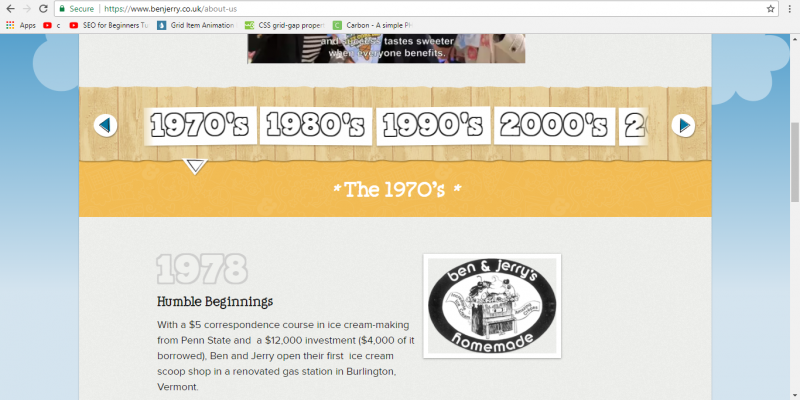 Secure
https://www.benjerry.co.uk/about-us
Apps
c
SEO for Beginners Tu
Grid Item Animation
CSS grid-gap proper
Carbon - A simple Ph
and success tastes sweeter
when everyone benefits.
1970's
1980's
1990's
2000's
2
*The 1970's *
1978
Humble Beginnings
With a $5 correspondence course in ice cream-making
from Penn State and a $12,000 investment ($4,000 of it
borrowed), Ben and Jerry open their first ice cream
scoop shop in a renovated gas station in Burlington,
Vermont.
ben & jerry's
homemade